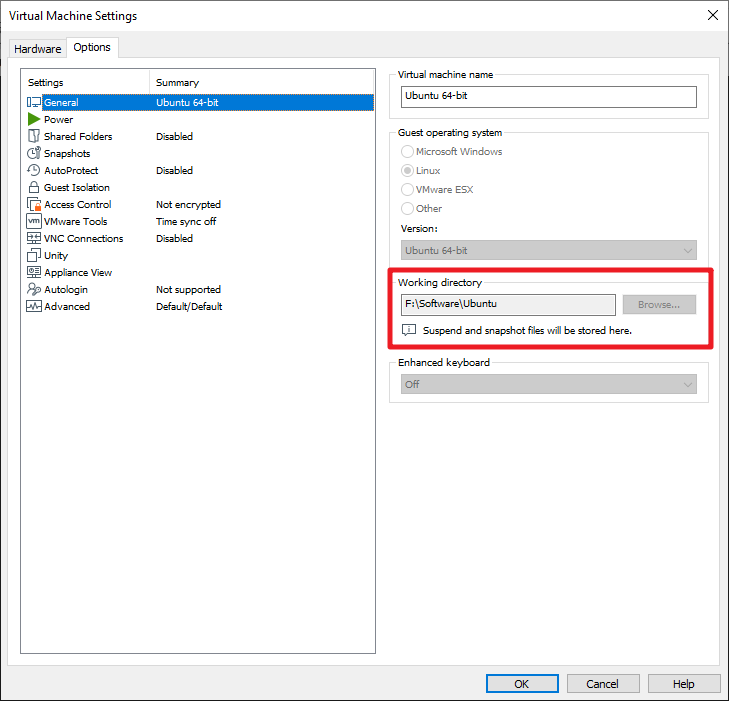 Virtual Machine Settings
Hardware Options
Settings Summary
General Ubuntu 64-bit
Power
Shared Folders Disabled
Snapshots
AutoProtect Disabled
Guest Isolation
Access Control Not encrypted
vm VMware Tools Time sync off
VNC Connections Disabled
Unity
Appliance View
Autologin Not supported
Advanced Default/Default
Virtual machine name
Ubuntu 64-bit
Guest operating system
Microsoft Windows
Linux
VMware ESX
Other
Version:
Ubuntu 64-bit
Working directory
F:\Software\Ubuntu Browse...
Suspend and snapshot files will be stored here.
Enhanced keyboard
Off
OK Cancel Help